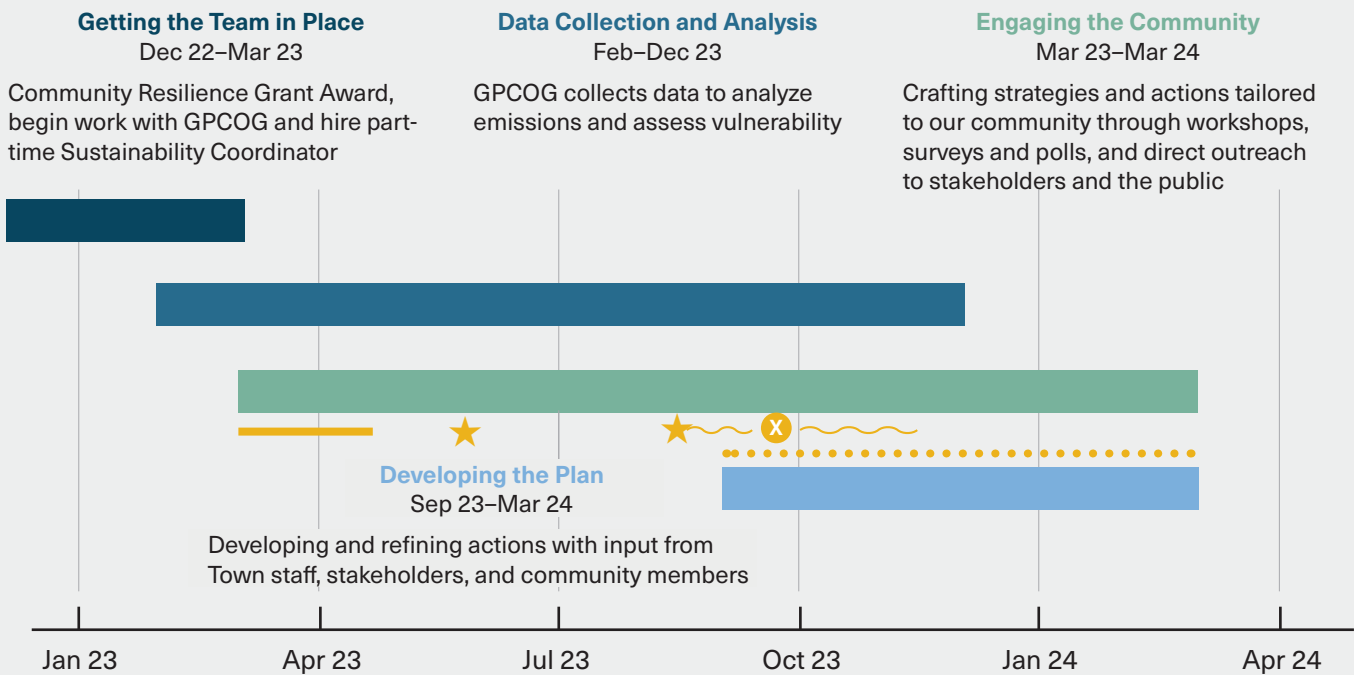 Getting the Team in Place
Dec 22–Mar 23
Community Resilience Grant Award,
begin work with GPCOG and hire part-
time Sustainability Coordinator
Data Collection and Analysis
Feb–Dec 23
GPCOG collects data to analyze
emissions and assess vulnerability
Engaging the Community
Mar 23–Mar 24
Crafting strategies and actions tailored
to our community through workshops,
surveys and polls, and direct outreach
to stakeholders and the public
X
Developing the Plan
Sep 23–Mar 24
Developing and refining actions with input from
Town staff, stakeholders, and community members
Jan 23 Apr 23 Jul 23 Oct 23 Jan 24 Apr 24